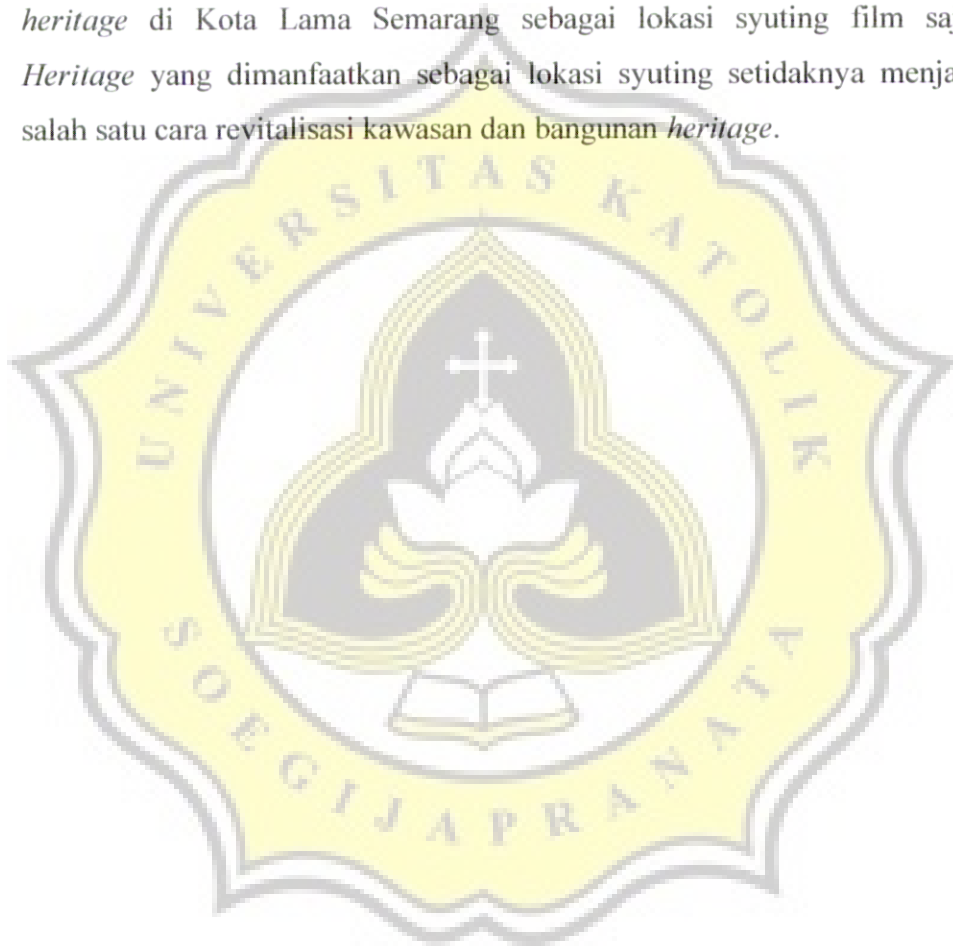 heritage di Kota Lama Semarang sebagai lokasi syuting film
Heritage yang dimanfaatkan sebagai lokasi syuting setidaknya
salah satu cara revitalisasi kawasan dan bangunan heritage.
UNIVERSITAS KATOLIK
SOEGIJAPRANATA